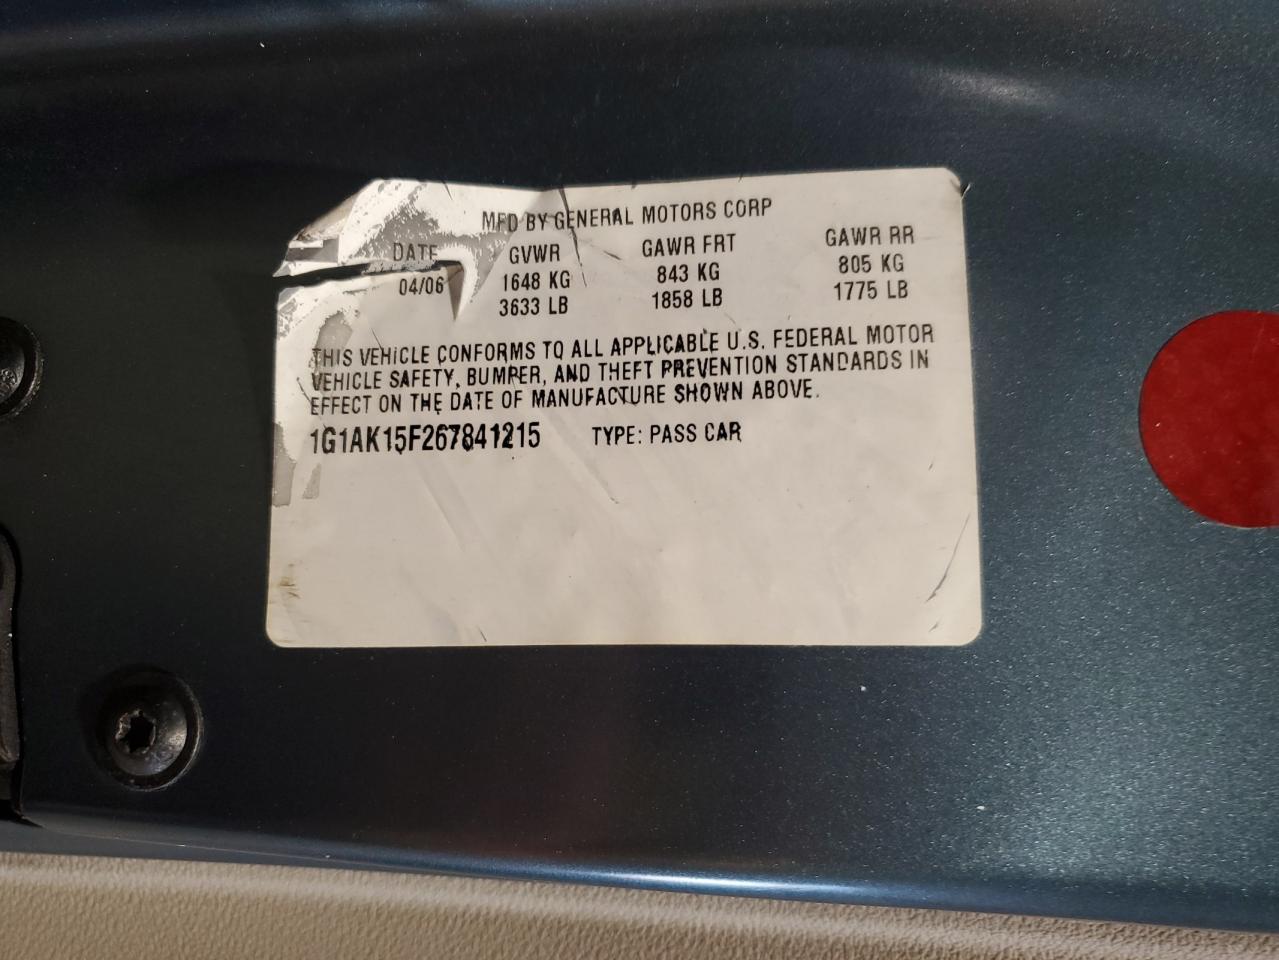 MFD BY GENERAL MOTORS CORP
DATE GVWR GAWR FRT GAWR RR
04/06 1648 KG 843 KG 805 KG
3633 LB 1858 LB 1775 LB
THIS VEHICLE CONFORMS TO ALL APPLICABLE U.S. FEDERAL MOTOR
VEHICLE SAFETY, BUMPER, AND THEFT PREVENTION STANDARDS IN
EFFECT ON THE DATE OF MANUFACTURE SHOWN ABOVE.
1G1AK15F267841215 TYPE: PASS CAR